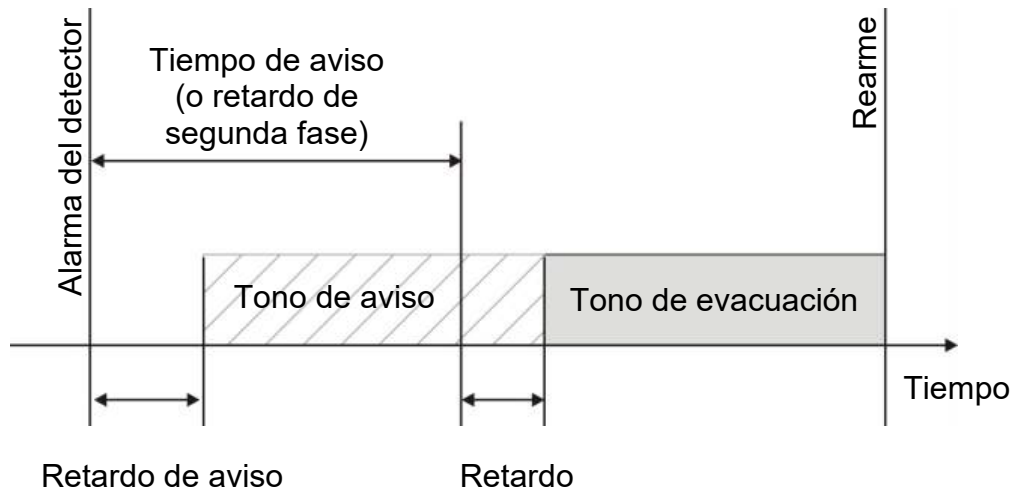 Alarma del detector
Tiempo de aviso
(o retardo de
segunda fase)
Rearme
Tono de aviso
Tono de evacuación
Tiempo
Retardo de aviso
Retardo